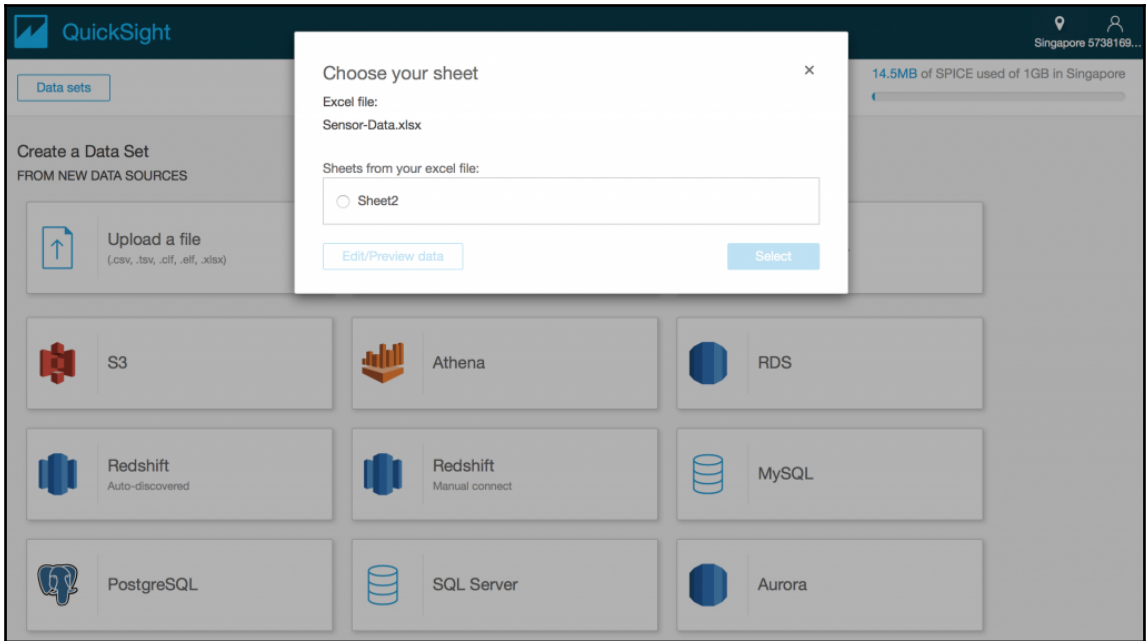 QuickSight
Singapore 5738169...
Data sets
14.5MB of SPICE used of 1GB in Singapore
Choose your sheet
Excel file:
Sensor-Data.xlsx
Sheets from your excel file:
Sheet2
Edit/Preview data
Select
Create a Data Set
FROM NEW DATA SOURCES
Upload a file
(.csv, .tsv, .clf, .elf, .xlsx)
S3
Athena
RDS
Redshift
Auto-discovered
Redshift
Manual connect
MySQL
PostgreSQL
SQL Server
Aurora